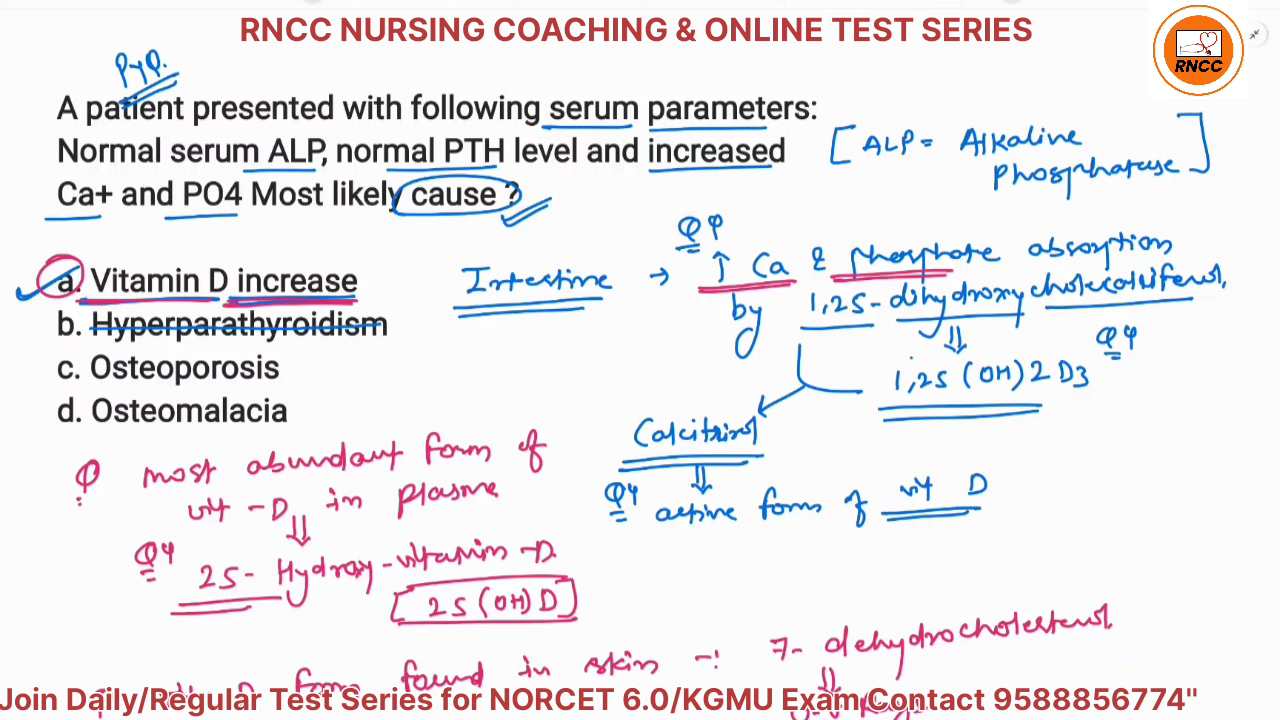 RNCC NURSING COACHING & ONLINE TEST SERIES
RNCC
PYQ.
A patient presented with following serum parameters:
Normal serum ALP, normal PTH level and increased
Ca+ and PO4 Most likely cause ?
[ALP = Alkaline
phosphatase]
a. Vitamin D increase
b. Hyperparathyroidism
c. Osteoporosis
d. Osteomalacia
Intestine → ↑ Ca & phosphate absorption
by 1,25-dihydroxy cholecalciferol.
⇓
1,25 (OH)2 D3
Calcitriol
⇓
active form of vit D
Q most abundant form of
vit-D in plasma
⇓
25-Hydroxy-vitamin-D
[25(OH)D]
form found in skin -: 7-dehydrocholesterol
⇓
Join Daily/Regular Test Series for NORCET 6.0/KGMU Exam Contact 9588856774"